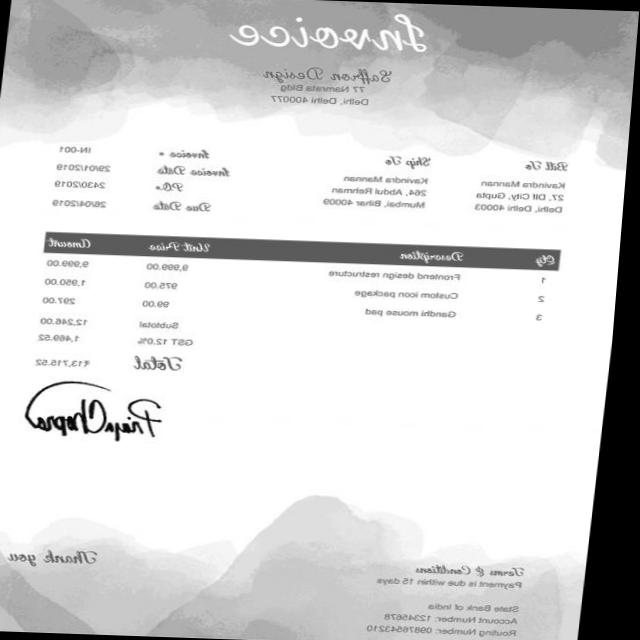 Invoice
Saffron Design
77 Namrata Bldg
Delhi, Delhi 400077
Bill To
Kavindra Mannan
27, Dll City, Gupta
Delhi, Delhi 40003
Ship To
Kavindra Mannan
264, Abdul Rehman
Mumbai, Bihar 40009
Invoice # IN-001
Invoice Date 29/01/2019
P.O.# 2430/2019
Due Date 26/04/2019
Qty Description Unit Price Amount
1 Frontend design restructure 9,999.00 9,999.00
2 Custom icon package 975.00 1,950.00
3 Gandhi mouse pad 99.00 297.00
Subtotal 12,246.00
GST 12.0% 1,469.52
Total ₹13,715.52
Priya Chopra
Thank you
Terms & Conditions
Payment is due within 15 days
State Bank of India
Account Number: 12345678
Routing Number: 09876543210